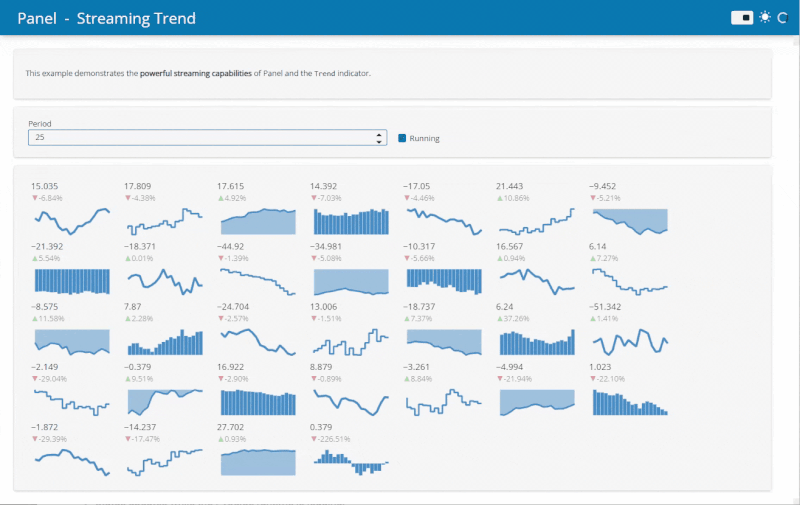 Panel - Streaming Trend
This example demonstrates the powerful streaming capabilities of Panel and the Trend indicator.
Period
25
Running
15.035 17.809 17.615 14.392 −17.05 21.443 −9.452
▼-6.84% ▼-4.38% ▲4.92% ▼-7.03% ▼-4.46% ▲10.86% ▼-5.21%
−21.392 −18.371 −44.92 −34.981 −10.317 16.567 6.14
▲5.54% ▲0.01% ▼-1.39% ▼-5.08% ▼-5.66% ▲0.94% ▲7.27%
−8.575 7.87 −24.704 13.006 −18.737 6.24 −51.342
▲11.58% ▲2.28% ▼-2.57% ▼-1.51% ▲7.37% ▲37.26% ▲1.41%
−2.149 −0.379 16.922 8.879 −3.261 −4.994 1.023
▼-29.04% ▲9.51% ▼-2.90% ▼-0.89% ▲8.84% ▼-21.94% ▼-22.10%
−1.872 −14.237 27.702 0.379
▼-29.39% ▼-17.47% ▲0.93% ▼-226.51%